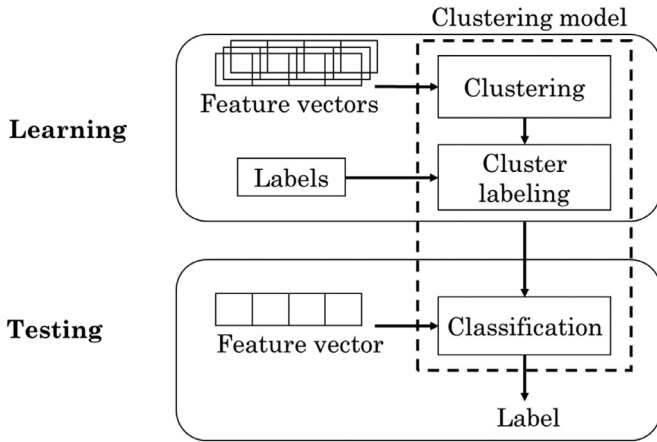 Clustering model
Clustering
Feature vectors
Learning
Cluster
labeling
Labels
Testing
Classification
Feature vector
Label